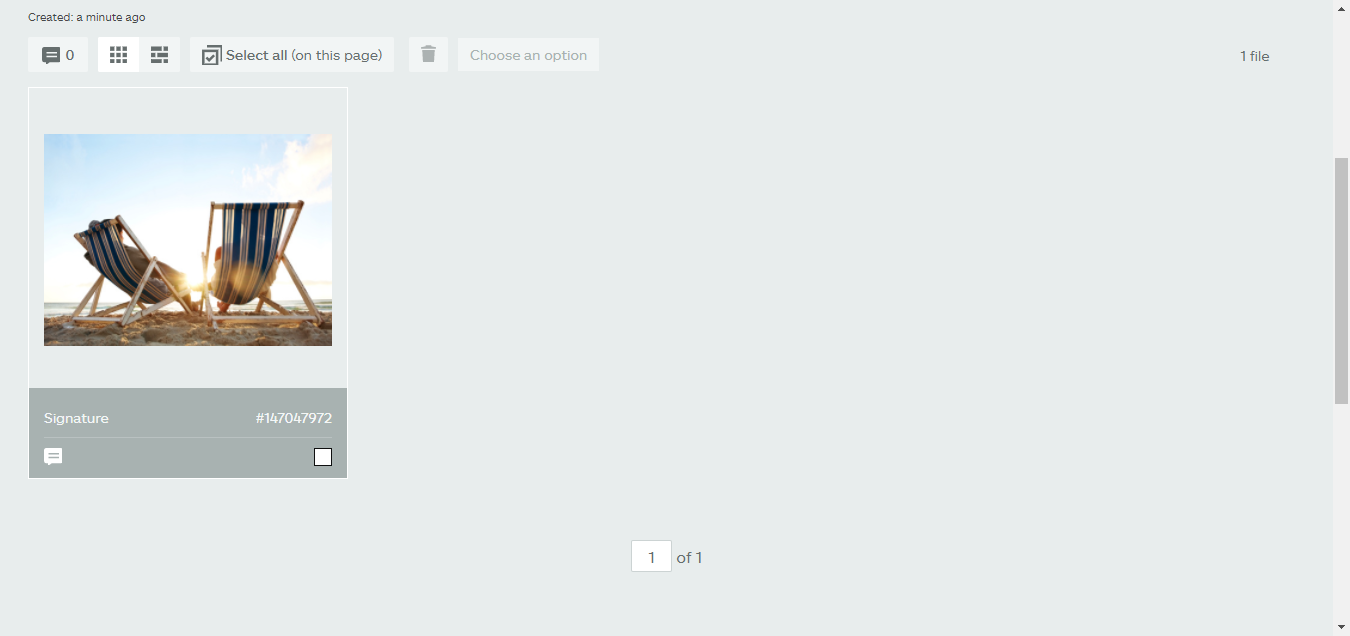 Created: a minute ago
0
Select all (on this page)
Choose an option
1 file
Signature
#147047972
1 of 1